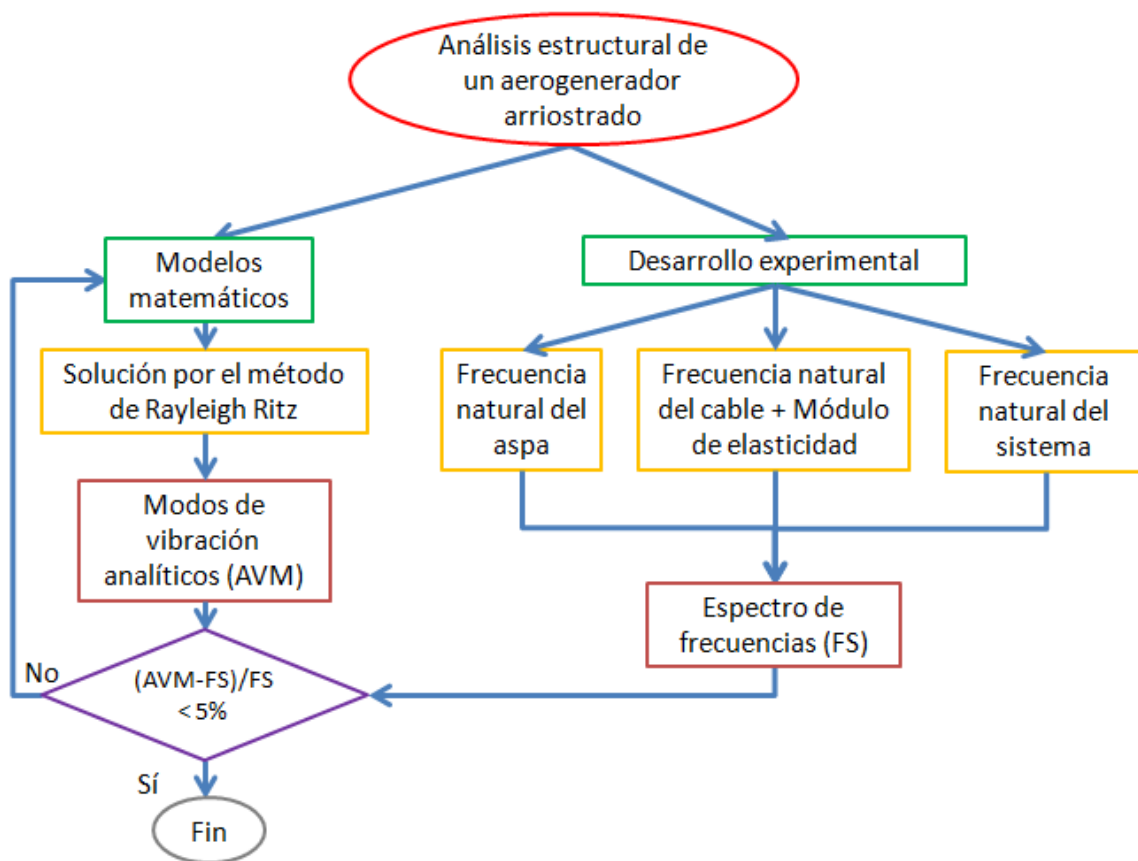 Análisis estructural de
un aerogenerador
arriostrado
Modelos
matemáticos
Desarrollo experimental
Solución por el método
de Rayleigh Ritz
Frecuencia
natural del
aspa
Frecuencia natural
del cable + Módulo
de elasticidad
Frecuencia
natural del
sistema
Modos de
vibración
analíticos (AVM)
Espectro de
frecuencias (FS)
No
(AVM-FS)/FS
< 5%
Sí
Fin